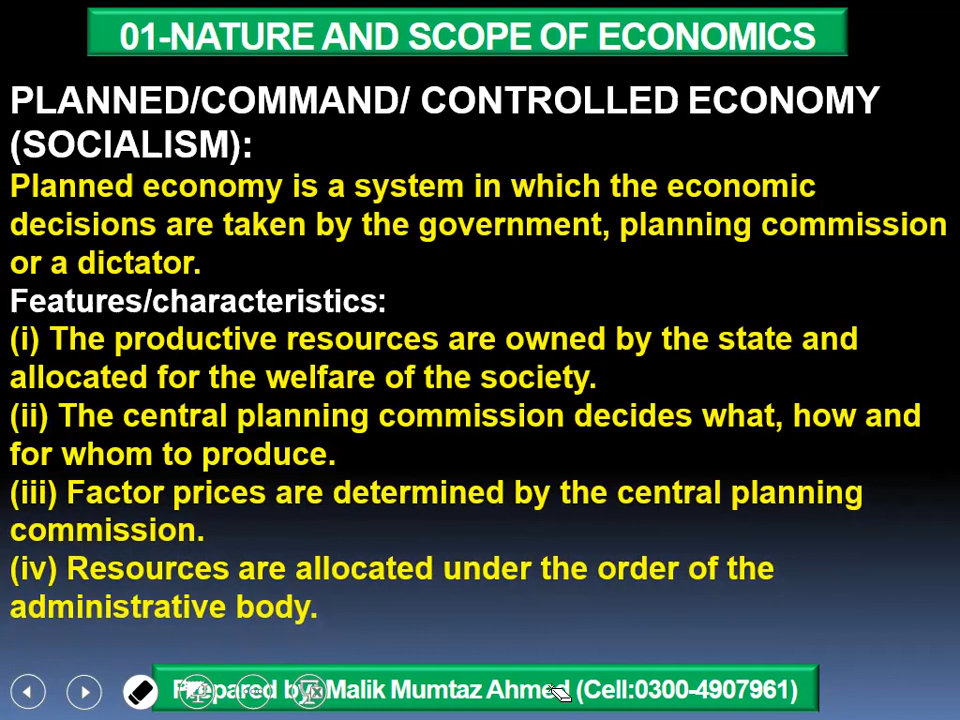 01-NATURE AND SCOPE OF ECONOMICS
PLANNED/COMMAND/ CONTROLLED ECONOMY
(SOCIALISM):
Planned economy is a system in which the economic
decisions are taken by the government, planning commission
or a dictator.
Features/characteristics:
(i) The productive resources are owned by the state and
allocated for the welfare of the society.
(ii) The central planning commission decides what, how and
for whom to produce.
(iii) Factor prices are determined by the central planning
commission.
(iv) Resources are allocated under the order of the
administrative body.
Prepared by: Malik Mumtaz Ahmed (Cell:0300-4907961)